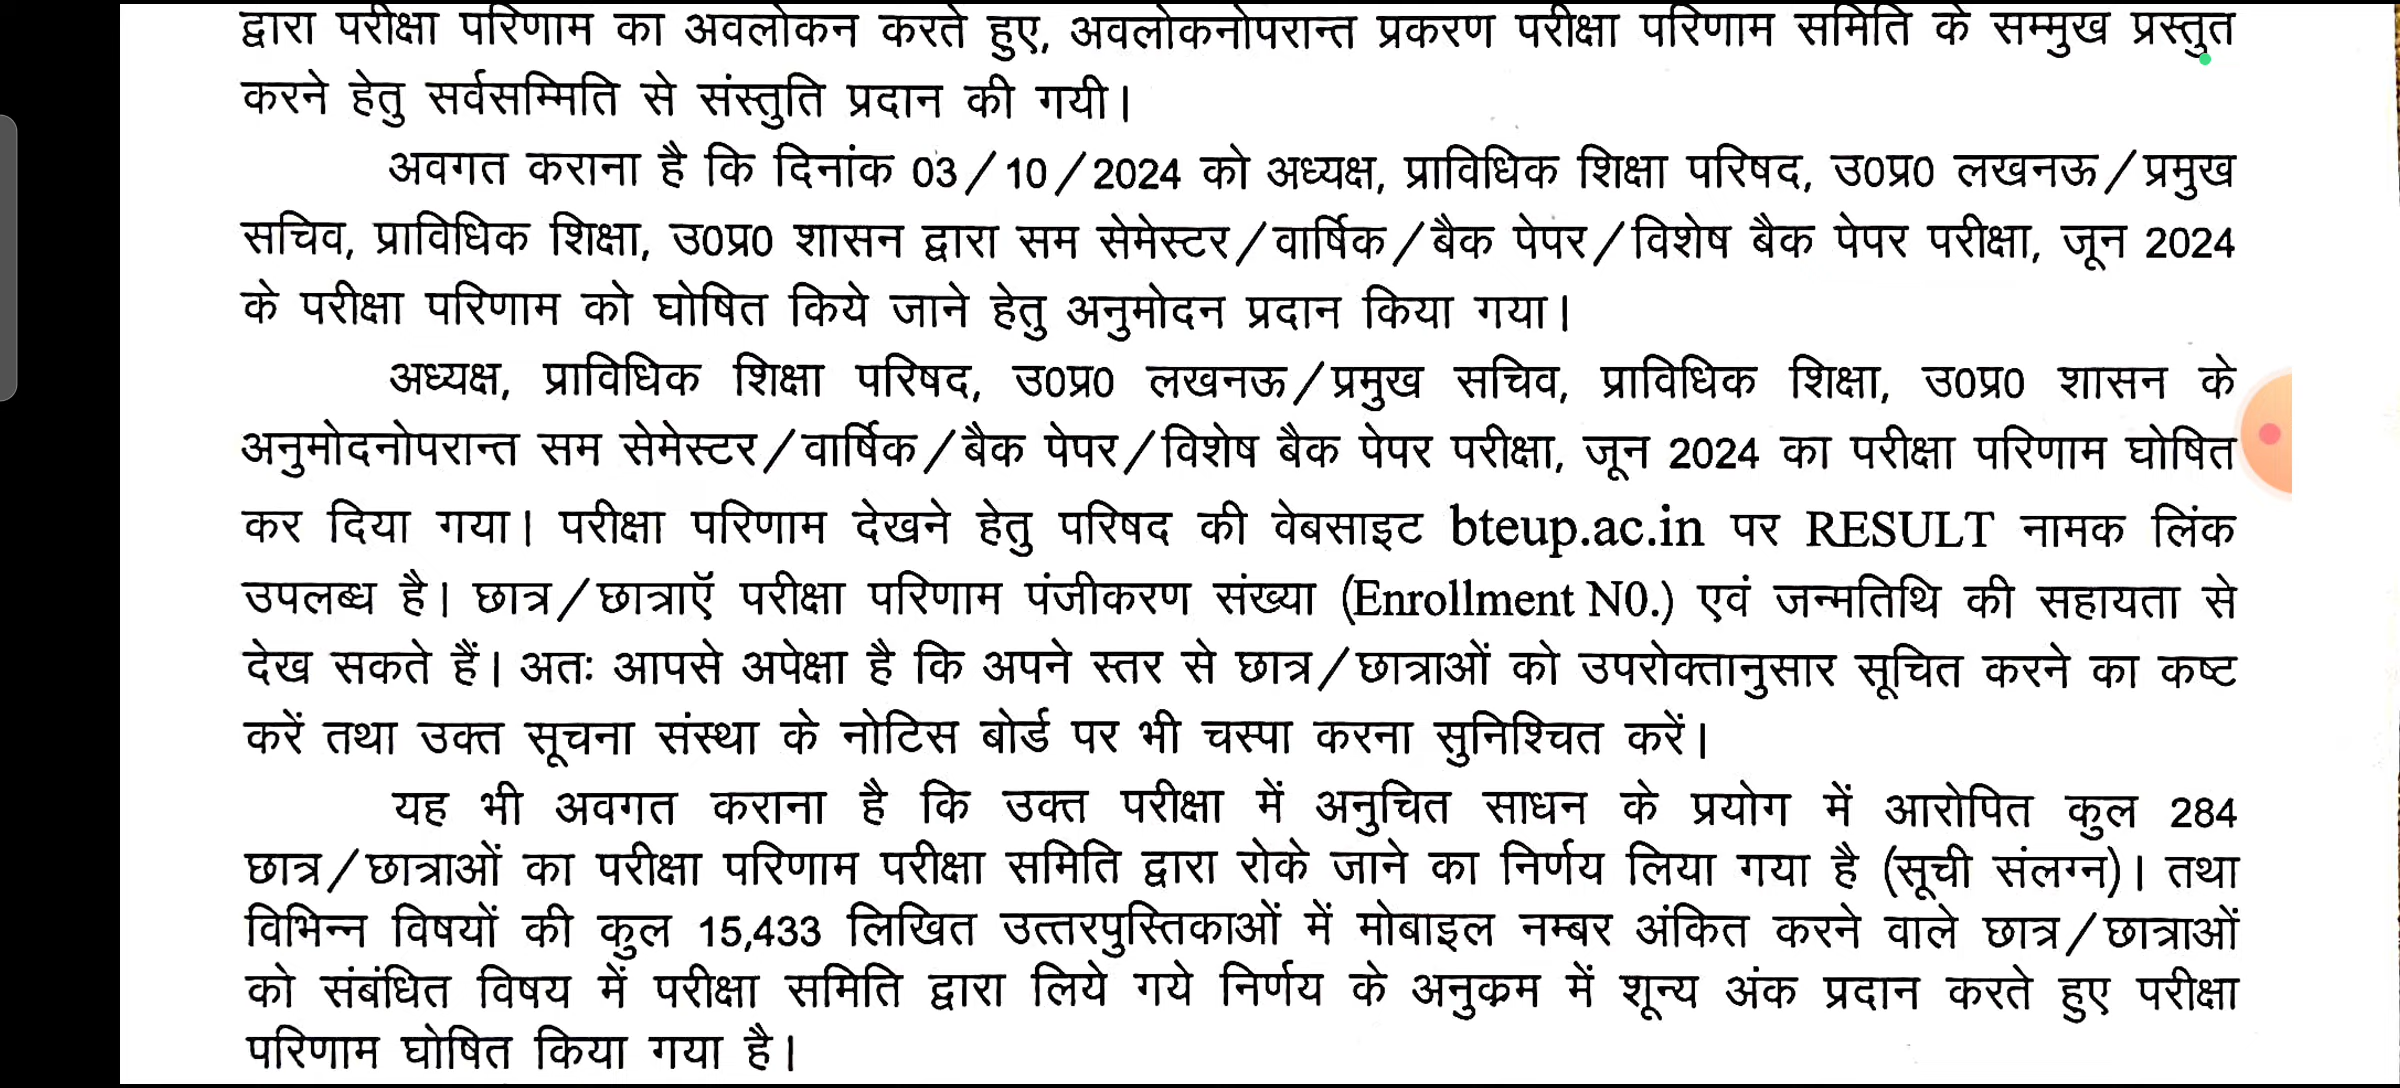 द्वारा परीक्षा परिणाम का अवलोकन करते हुए, अवलोकनोपरान्त प्रकरण परीक्षा परिणाम समिति के सम्मुख प्रस्तुत
करने हेतु सर्वसम्मिति से संस्तुति प्रदान की गयी।
अवगत कराना है कि दिनांक 03/10/2024 को अध्यक्ष, प्राविधिक शिक्षा परिषद, उ0प्र0 लखनऊ/प्रमुख
सचिव, प्राविधिक शिक्षा, उ0प्र0 शासन द्वारा सम सेमेस्टर/वार्षिक/बैक पेपर/विशेष बैक पेपर परीक्षा, जून 2024
के परीक्षा परिणाम को घोषित किये जाने हेतु अनुमोदन प्रदान किया गया।
अध्यक्ष, प्राविधिक शिक्षा परिषद, उ0प्र0 लखनऊ/प्रमुख सचिव, प्राविधिक शिक्षा, उ0प्र0 शासन के
अनुमोदनोपरान्त सम सेमेस्टर/वार्षिक/बैक पेपर/विशेष बैक पेपर परीक्षा, जून 2024 का परीक्षा परिणाम घोषित
कर दिया गया। परीक्षा परिणाम देखने हेतु परिषद की वेबसाइट bteup.ac.in पर RESULT नामक लिंक
उपलब्ध है। छात्र/छात्राऍ परीक्षा परिणाम पंजीकरण संख्या (Enrollment N0.) एवं जन्मतिथि की सहायता से
देख सकते हैं। अतः आपसे अपेक्षा है कि अपने स्तर से छात्र/छात्राओं को उपरोक्तानुसार सूचित करने का कष्ट
करें तथा उक्त सूचना संस्था के नोटिस बोर्ड पर भी चस्पा करना सुनिश्चित करें।
यह भी अवगत कराना है कि उक्त परीक्षा में अनुचित साधन के प्रयोग में आरोपित कुल 284
छात्र/छात्राओं का परीक्षा परिणाम परीक्षा समिति द्वारा रोके जाने का निर्णय लिया गया है (सूची संलग्न)। तथा
विभिन्न विषयों की कुल 15,433 लिखित उत्तरपुस्तिकाओं में मोबाइल नम्बर अंकित करने वाले छात्र/छात्राओं
को संबंधित विषय में परीक्षा समिति द्वारा लिये गये निर्णय के अनुक्रम में शून्य अंक प्रदान करते हुए परीक्षा
परिणाम घोषित किया गया है।